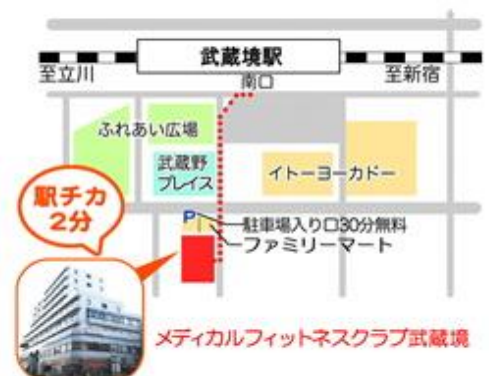 武蔵境駅
至立川
南口
至新宿
ふれあい広場
武蔵野
プレイス
イトーヨーカドー
駅チカ
2分
P
駐車場入り口30分無料
ファミリーマート
メディカルフィットネスクラブ武蔵境